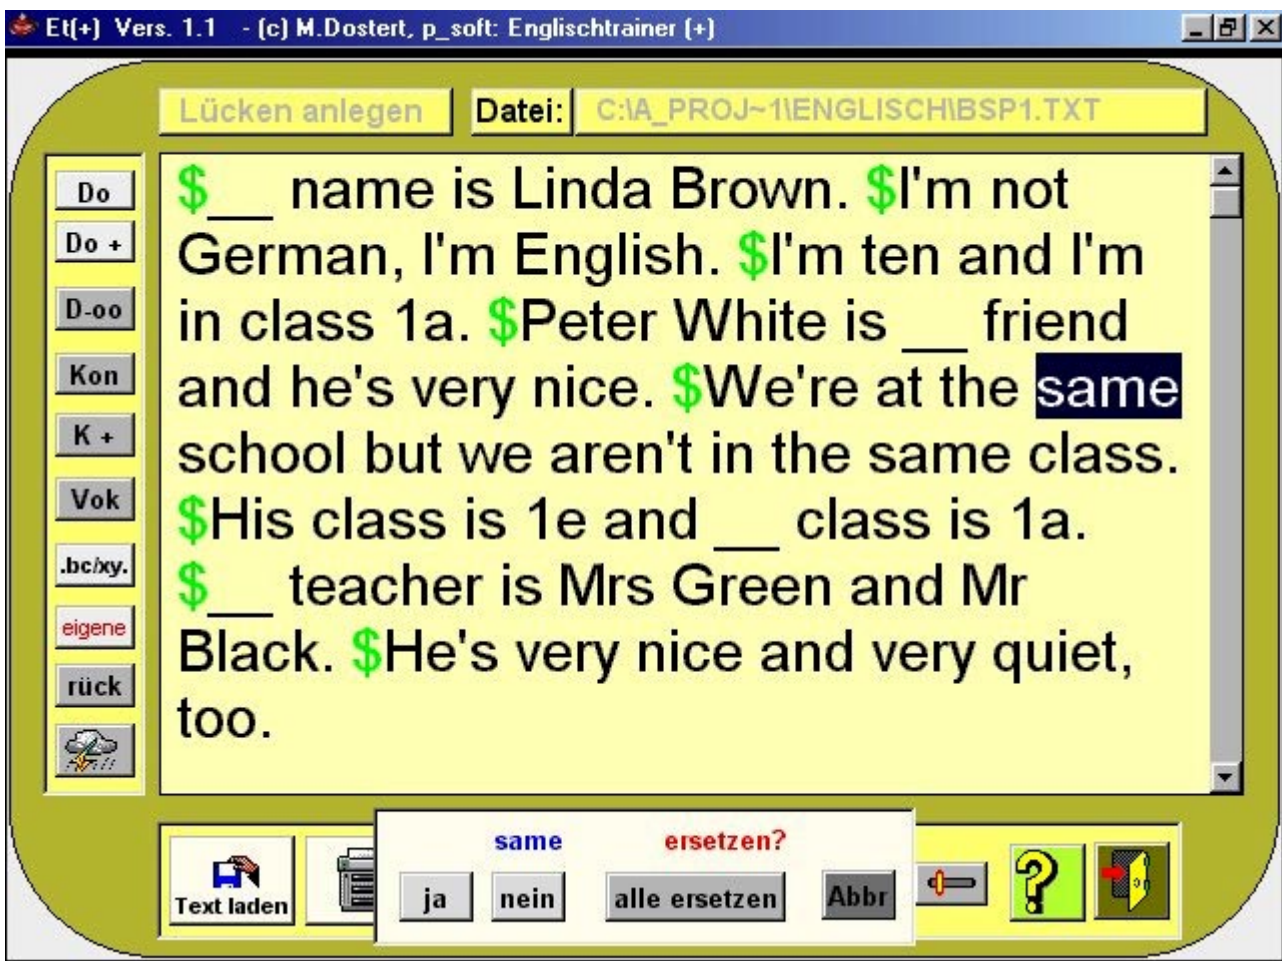 Et(+) Vers. 1.1 - (c) M.Dostert, p_soft: Englischtrainer (+)
Lücken anlegen Datei: C:\A_PROJ~1\ENGLISCH\BSP1.TXT
Do
Do +
D-oo
Kon
K +
Vok
.bc/xy.
eigene
rück
$__ name is Linda Brown. $I'm not
German, I'm English. $I'm ten and I'm
in class 1a. $Peter White is __ friend
and he's very nice. $We're at the same
school but we aren't in the same class.
$His class is 1e and __ class is 1a.
$__ teacher is Mrs Green and Mr
Black. $He's very nice and very quiet,
too.
Text laden
same ersetzen?
ja nein alle ersetzen Abbr
?